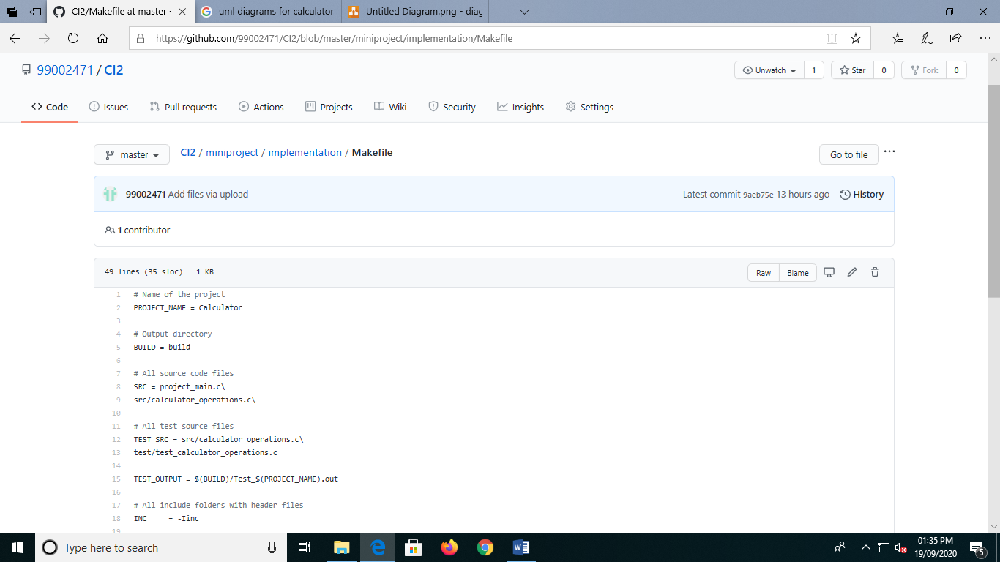 CI2/Makefile at master ·
uml diagrams for calculator
Untitled Diagram.png - diag
https://github.com/99002471/CI2/blob/master/miniproject/implementation/Makefile
99002471 / CI2
Unwatch 1
Star 0
Fork 0
Code
Issues
Pull requests
Actions
Projects
Wiki
Security
Insights
Settings
master
CI2 / miniproject / implementation / Makefile
Go to file
99002471 Add files via upload
Latest commit 9aeb75e 13 hours ago
History
1 contributor
49 lines (35 sloc) 1 KB
Raw
Blame
1 # Name of the project
2 PROJECT_NAME = Calculator
3
4 # Output directory
5 BUILD = build
6
7 # All source code files
8 SRC = project_main.c\
9 src/calculator_operations.c\
10
11 # All test source files
12 TEST_SRC = src/calculator_operations.c\
13 test/test_calculator_operations.c
14
15 TEST_OUTPUT = $(BUILD)/Test_$(PROJECT_NAME).out
16
17 # All include folders with header files
18 INC     = -Iinc
19
Type here to search
01:35 PM
19/09/2020
5